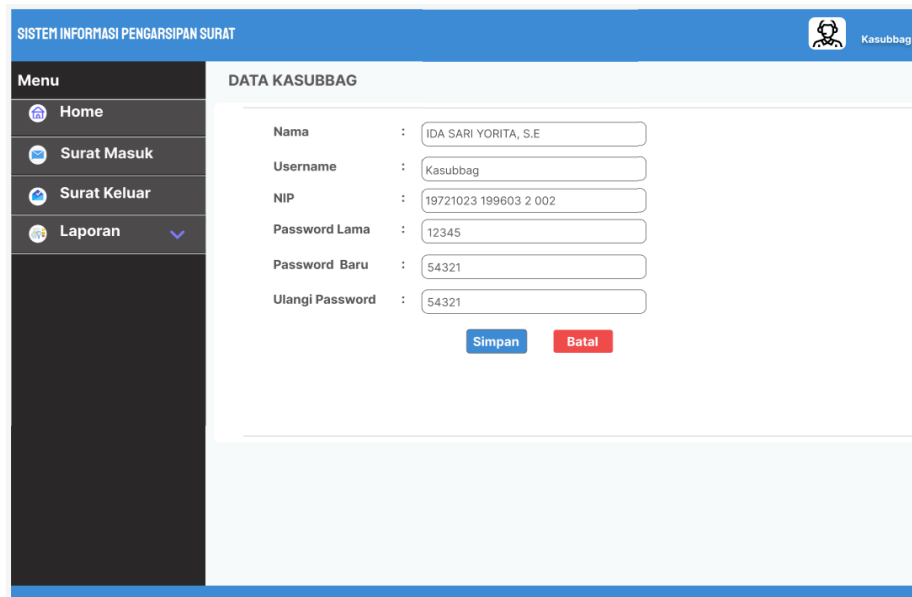 SISTEM INFORMASI PENGARSIPAN SURAT
Kasubbag
Menu
Home
Surat Masuk
Surat Keluar
Laporan
DATA KASUBBAG
Nama : IDA SARI YORITA, S.E
Username : Kasubbag
NIP : 19721023 199603 2 002
Password Lama : 12345
Password Baru : 54321
Ulangi Password : 54321
Simpan Batal